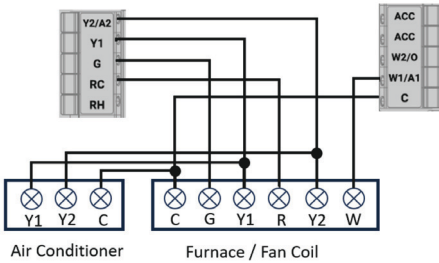 Y2/A2
Y1
G
RC
RH
ACC
ACC
W2/O
W1/A1
C
Y1 Y2 C
C G Y1 R Y2 W
Air Conditioner
Furnace / Fan Coil